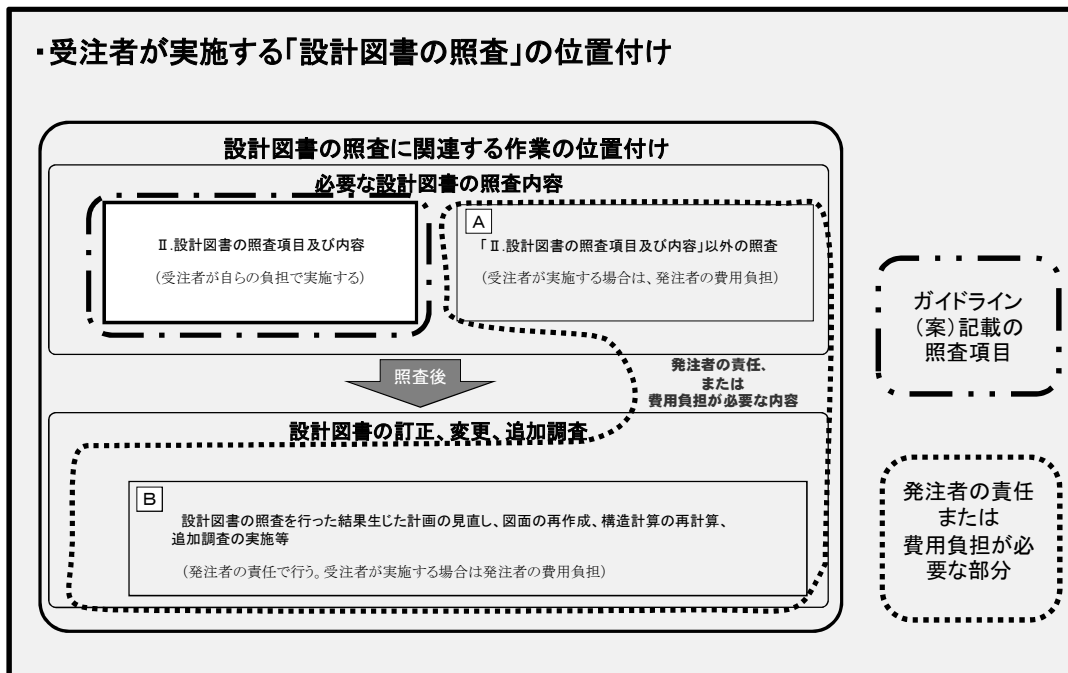 ・受注者が実施する「設計図書の照査」の位置付け
設計図書の照査に関連する作業の位置付け
必要な設計図書の照査内容
Ⅱ.設計図書の照査項目及び内容
(受注者が自らの負担で実施する)
A
「Ⅱ.設計図書の照査項目及び内容」以外の照査
(受注者が実施する場合は、発注者の費用負担)
照査後
発注者の責任、
または
費用負担が必要な内容
設計図書の訂正、変更、追加調査
B
設計図書の照査を行った結果生じた計画の見直し、図面の再作成、構造計算の再計算、
追加調査の実施等
(発注者の責任で行う。受注者が実施する場合は発注者の費用負担)
ガイドライン
(案)記載の
照査項目
発注者の責任
または
費用負担が必
要な部分